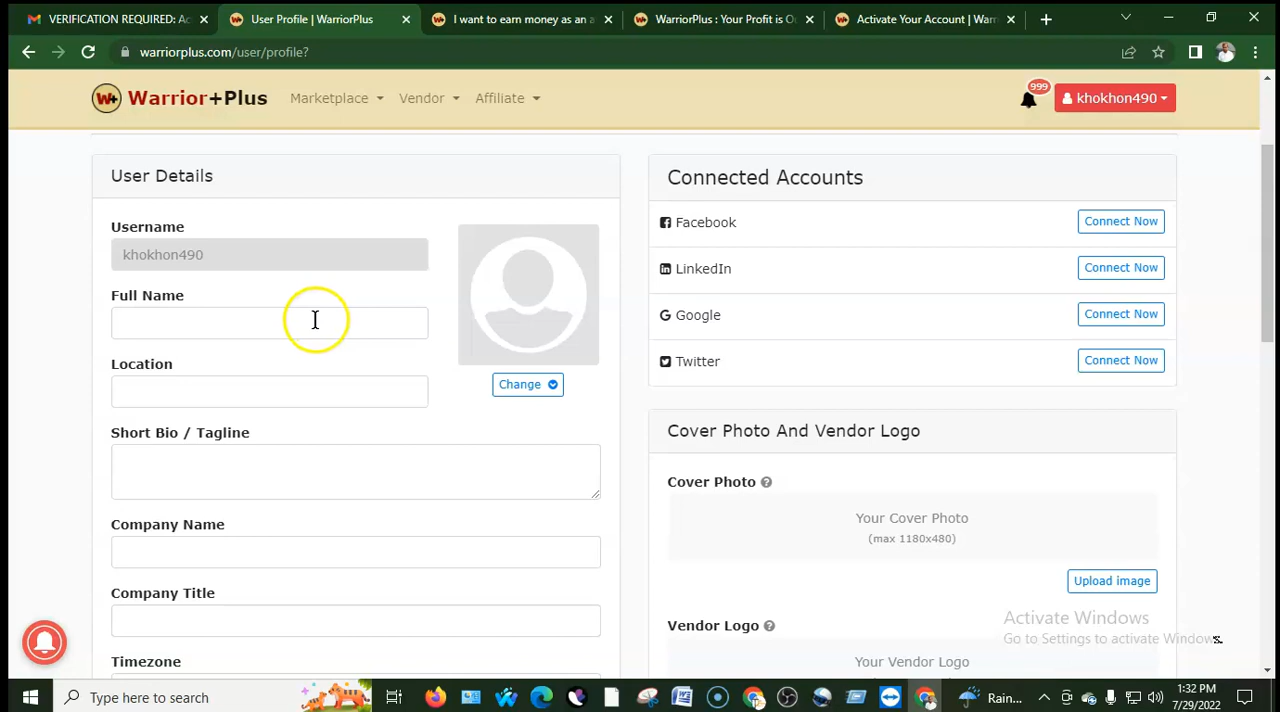 VERIFICATION REQUIRED: Ac
User Profile | WarriorPlus
I want to earn money as an a
WarriorPlus : Your Profit is O
Activate Your Account | Warr
warriorplus.com/user/profile?
Warrior+Plus
Marketplace
Vendor
Affiliate
999
khokhon490
User Details
Username
khokhon490
Full Name
Location
Change
Short Bio / Tagline
Company Name
Company Title
Timezone
Connected Accounts
Facebook
Connect Now
LinkedIn
Connect Now
Google
Connect Now
Twitter
Connect Now
Cover Photo And Vendor Logo
Cover Photo
Your Cover Photo
(max 1180x480)
Upload image
Vendor Logo
Your Vendor Logo
Activate Windows
Go to Settings to activate Windows.
Type here to search
Rain...
1:32 PM
7/29/2022